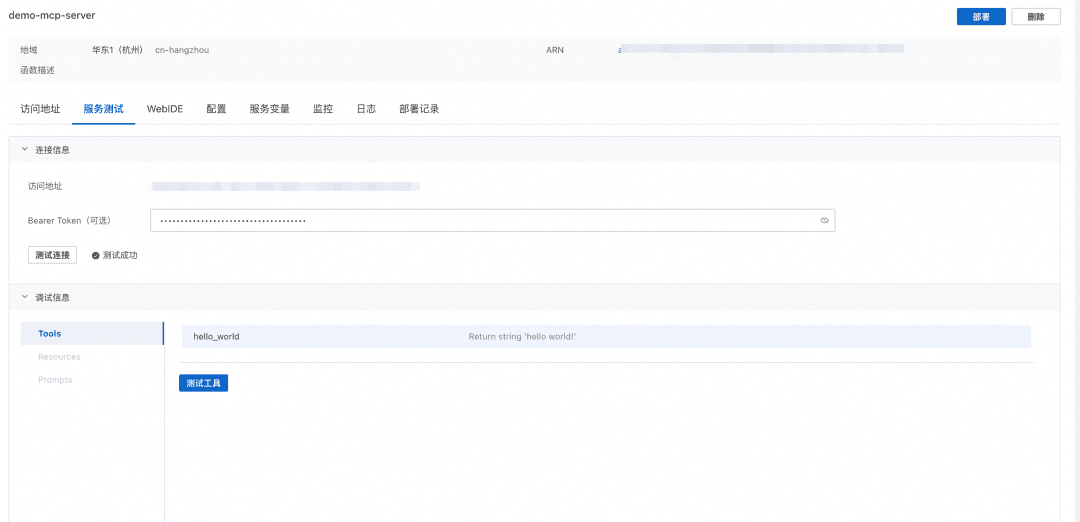 demo-mcp-server
部署 删除
地域 华东1（杭州） cn-hangzhou ARN
函数描述
访问地址 服务测试 WebIDE 配置 服务变量 监控 日志 部署记录
连接信息
访问地址
Bearer Token（可选） ••••••••••••••••••••••••••••••••••••
测试连接 测试成功
调试信息
Tools hello_world Return string 'hello world!'
Resources
Prompts
测试工具